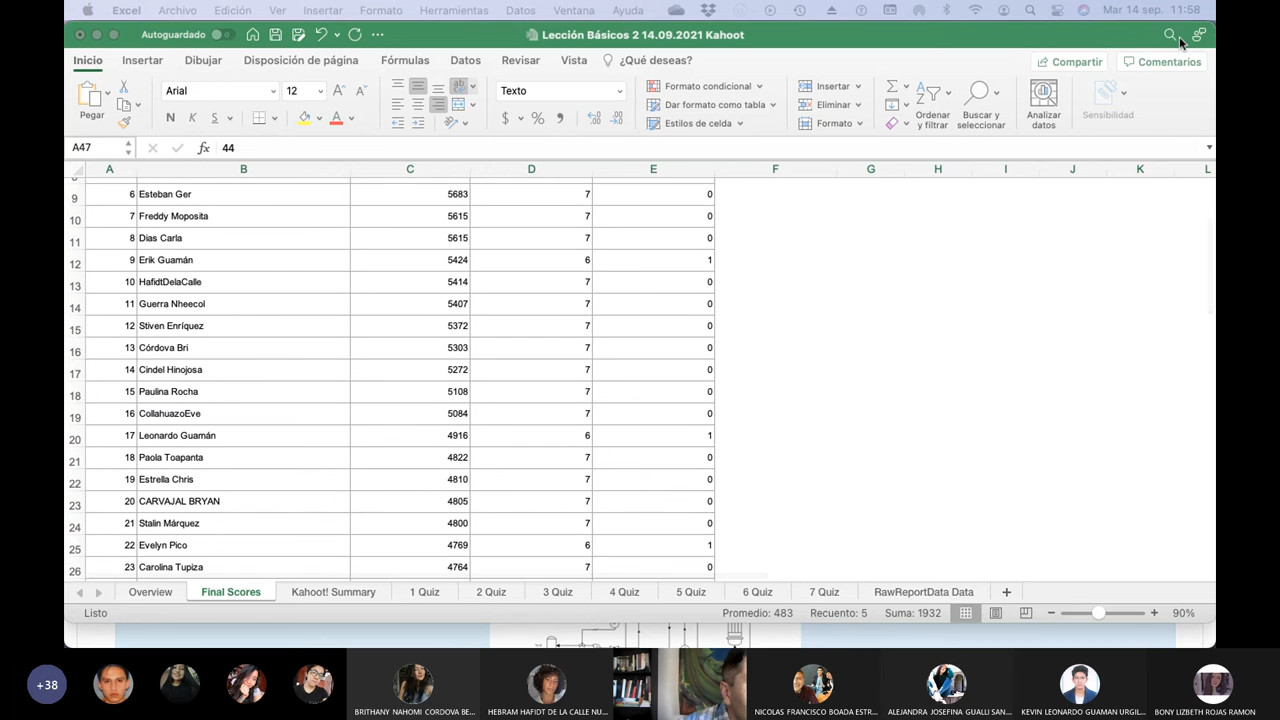 Excel Archivo Edición Ver Insertar Formato Herramientas Datos Ventana Ayuda Mar 14 sep. 11:58
Autoguardado Lección Básicos 2 14.09.2021 Kahoot
Inicio Insertar Dibujar Disposición de página Fórmulas Datos Revisar Vista ¿Qué deseas? Compartir Comentarios
Pegar Arial 12 Texto Formato condicional Insertar
N K S $ % Dar formato como tabla Eliminar Ordenar y filtrar Buscar y seleccionar Analizar datos Sensibilidad
Estilos de celda Formato
A47 fx 44
A B C D E F G H I J K L
9 6 Esteban Ger 5683 7 0
10 7 Freddy Moposita 5615 7 0
11 8 Dias Carla 5615 7 0
12 9 Erik Guamán 5424 6 1
13 10 HafidtDelaCalle 5414 7 0
14 11 Guerra Nheecol 5407 7 0
15 12 Stiven Enríquez 5372 7 0
16 13 Córdova Bri 5303 7 0
17 14 Cindel Hinojosa 5272 7 0
18 15 Paulina Rocha 5108 7 0
19 16 CollahuazoEve 5084 7 0
20 17 Leonardo Guamán 4916 6 1
21 18 Paola Toapanta 4822 7 0
22 19 Estrella Chris 4810 7 0
23 20 CARVAJAL BRYAN 4805 7 0
24 21 Stalin Márquez 4800 7 0
25 22 Evelyn Pico 4769 6 1
26 23 Carolina Tupiza 4764 7 0
Overview Final Scores Kahoot! Summary 1 Quiz 2 Quiz 3 Quiz 4 Quiz 5 Quiz 6 Quiz 7 Quiz RawReportData Data
Listo Promedio: 483 Recuento: 5 Suma: 1932 90%
+38
BRITHANY NAHOMI CORDOVA BE... HEBRAM HAFIDT DE LA CALLE NU... NICOLAS FRANCISCO BOADA ESTR... ALEJANDRA JOSEFINA GUALLI SAN... KEVIN LEONARDO GUAMAN URGIL... BONY LIZBETH ROJAS RAMON